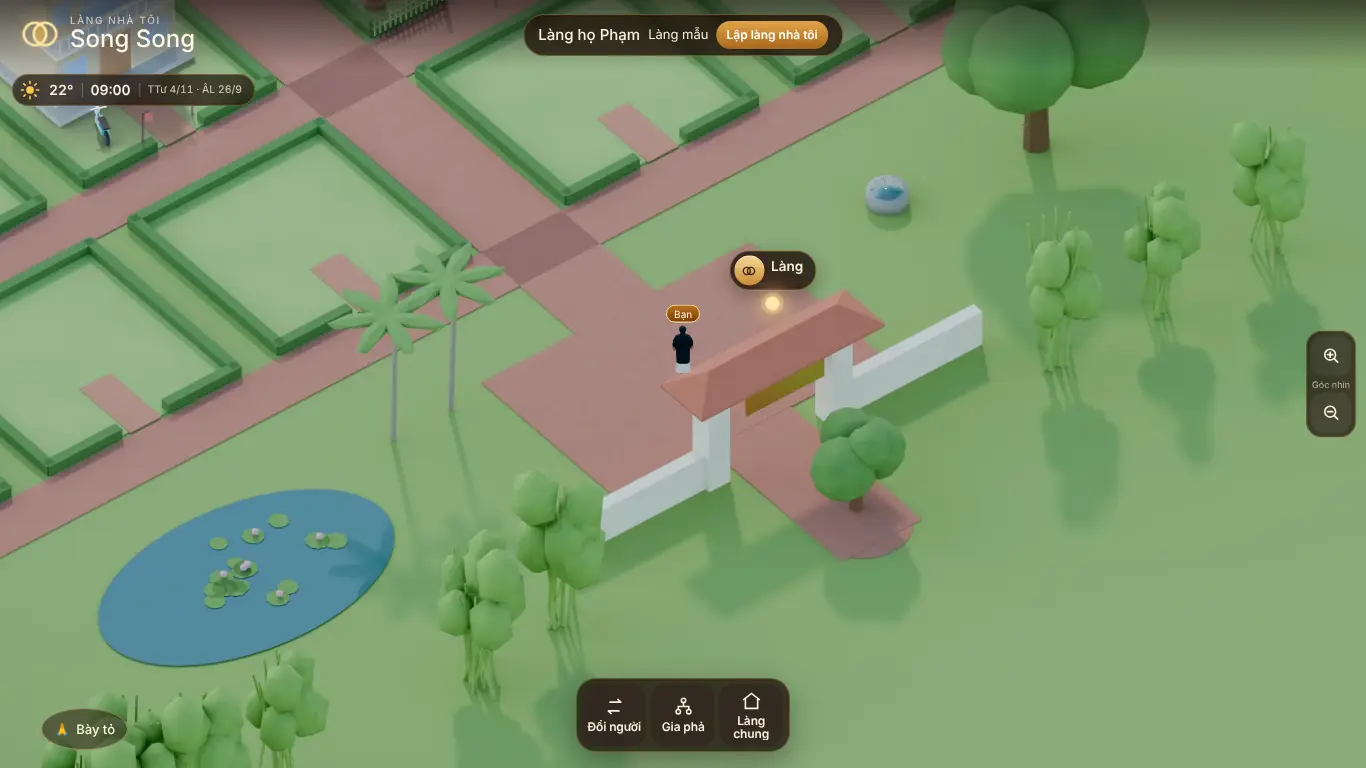 LÀNG NHÀ TÔI
Song Song
22° 09:00 TTư 4/11 · ÂL 26/9
Làng họ Phạm Làng mẫu Lập làng nhà tôi
Làng
Bạn
Góc nhìn
Bày tỏ
Đổi người
Gia phả
Làng
chung